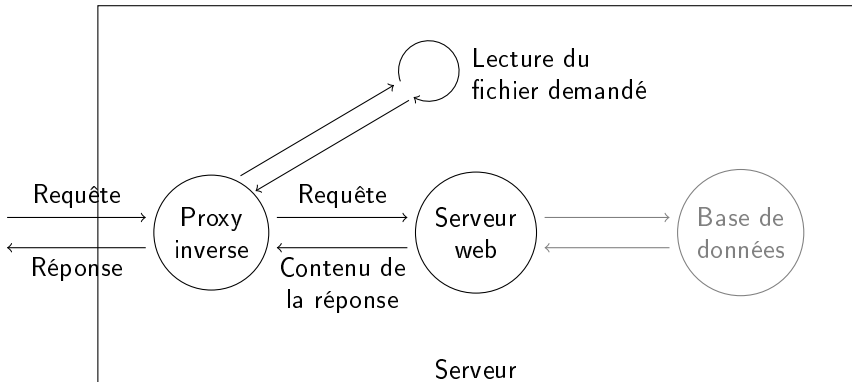 Lecture du
fichier demandé
Requête
Proxy
inverse
Réponse
Requête
Contenu de
la réponse
Serveur
web
Base de
données
Serveur